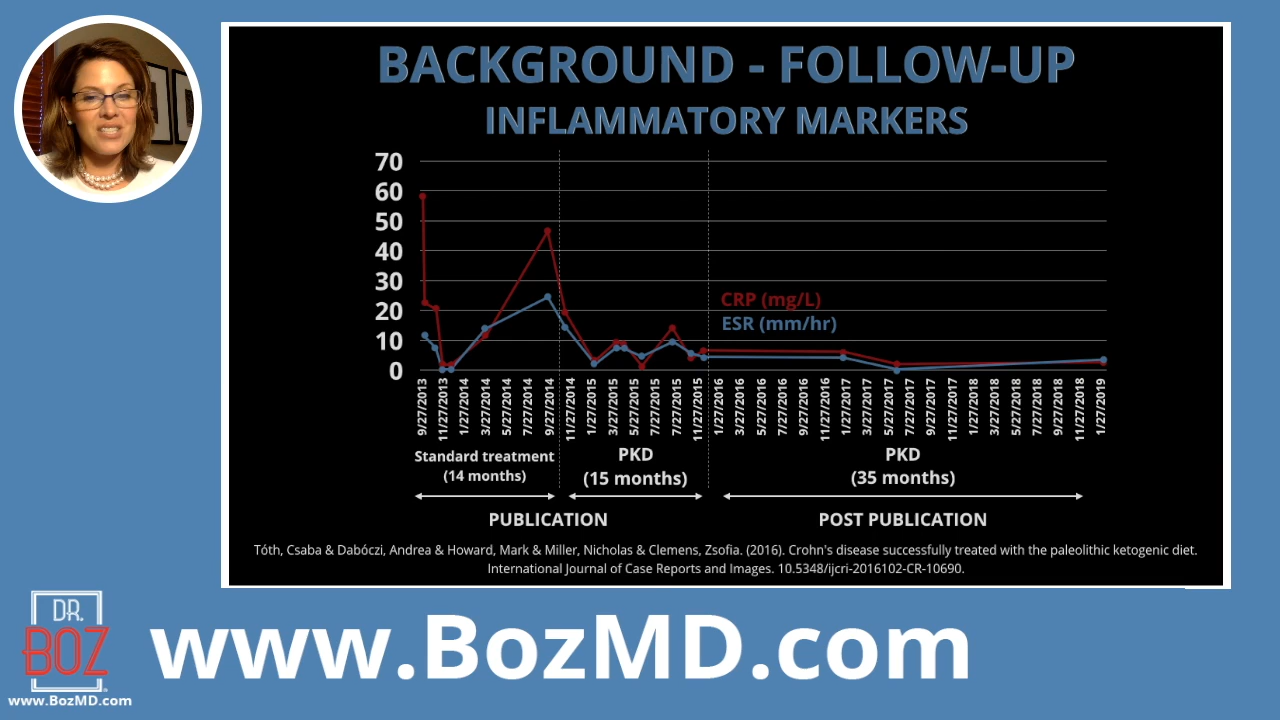 BACKGROUND - FOLLOW-UP
INFLAMMATORY MARKERS
70
60
50
40
30
20
10
0
CRP (mg/L)
ESR (mm/hr)
9/27/2013
11/27/2013
1/27/2014
3/27/2014
5/27/2014
7/27/2014
9/27/2014
11/27/2014
1/27/2015
3/27/2015
5/27/2015
7/27/2015
7/27/2015
11/27/2015
1/27/2016
3/27/2016
5/27/2016
7/27/2016
9/27/2016
11/27/2016
1/27/2017
3/27/2017
5/27/2017
7/27/2017
9/27/2017
11/27/2017
1/27/2018
3/27/2018
5/27/2018
7/27/2018
9/27/2018
11/27/2018
1/27/2019
Standard treatment
(14 months)
PKD
(15 months)
PKD
(35 months)
PUBLICATION
POST PUBLICATION
Tóth, Csaba & Dabóczi, Andrea & Howard, Mark & Miller, Nicholas & Clemens, Zsofia. (2016). Crohn's disease successfully treated with the paleolithic ketogenic diet.
International Journal of Case Reports and Images. 10.5348/ijcri-2016102-CR-10690.
DR.
BOZ
www.BozMD.com
www.BozMD.com